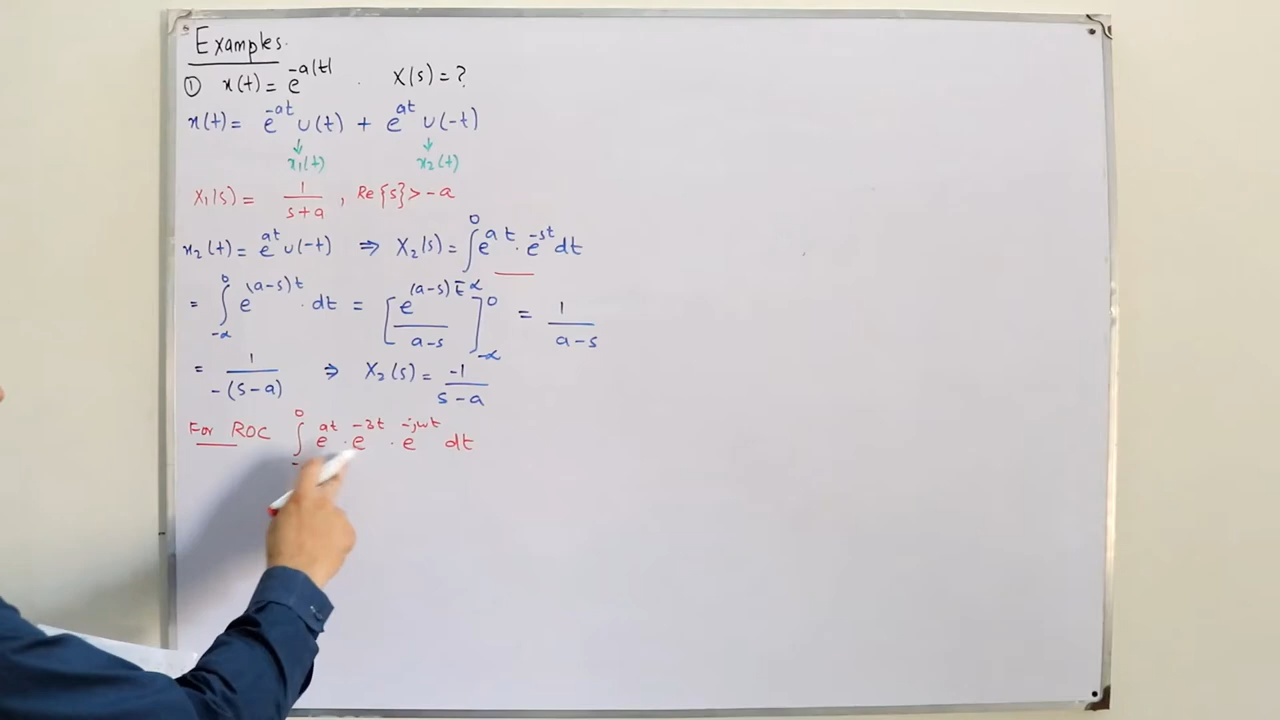 Examples.
① x(t) = e^{-a|t|} . X(s) = ?
x(t) = e^{-at} u(t) + e^{at} u(-t)
↓ ↓
x₁(t) x₂(t)
X₁(s) = 1/(s+a) , Re{s} > -a
x₂(t) = e^{at} u(-t) ⇒ X₂(s) = ∫_{-∞}^{0} e^{at} · e^{-st} dt
= ∫_{-∞}^{0} e^{(a-s)t} · dt = [e^{(a-s)t}/(a-s)]_{-∞}^{0} = 1/(a-s)
= 1/-(s-a) ⇒ X₂(s) = -1/(s-a)
For ROC ∫^{0} e^{at} · e^{-σt} · e^{-jωt} dt